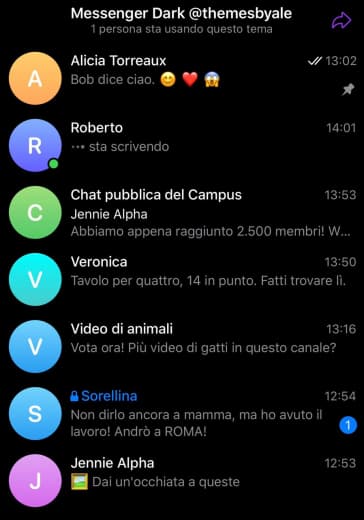 Messenger Dark @themesbyale
1 persona sta usando questo tema
A
Alicia Torreaux
13:02
Bob dice ciao. 😊 ❤️ 😱
R
Roberto
14:01
sta scrivendo
C
Chat pubblica del Campus
13:53
Jennie Alpha
Abbiamo appena raggiunto 2.500 membri! W...
V
Veronica
13:50
Tavolo per quattro, 14 in punto. Fatti trovare lì.
V
Video di animali
13:16
Vota ora! Più video di gatti in questo canale?
S
Sorellina
12:54
Non dirlo ancora a mamma, ma ho avuto il
lavoro! Andrò a ROMA!
1
J
Jennie Alpha
12:53
🖼️ Dai un'occhiata a queste